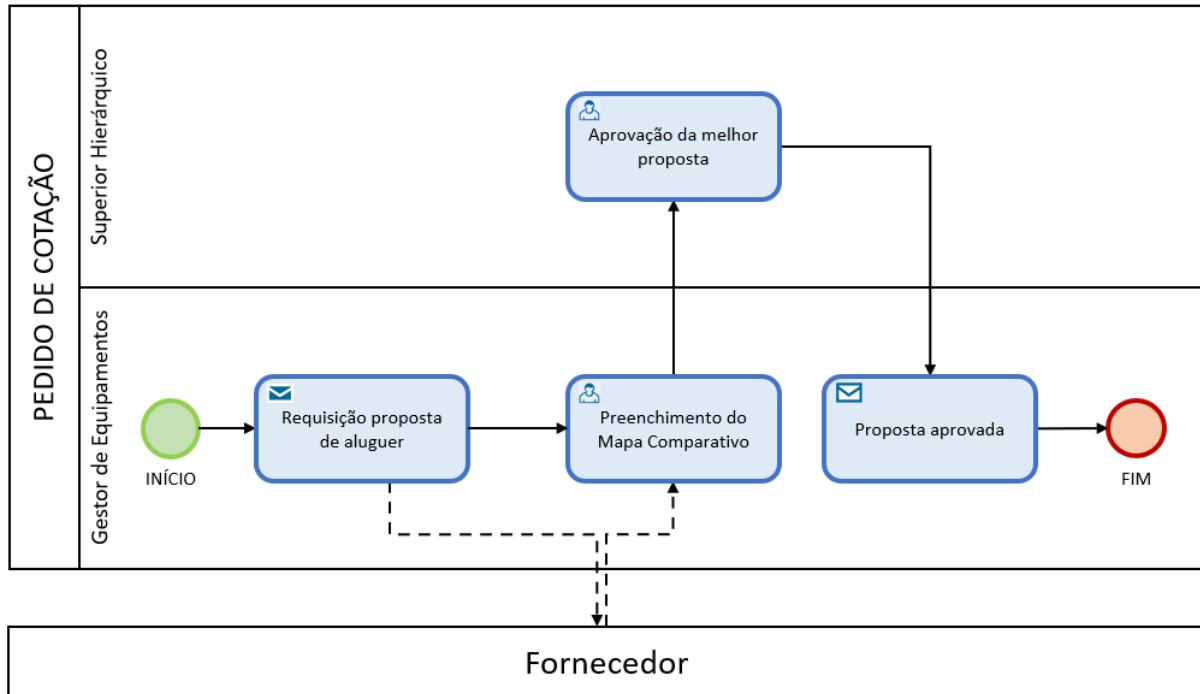 PEDIDO DE COTAÇÃO
Superior Hierárquico
Aprovação da melhor
proposta
Gestor de Equipamentos
INÍCIO
Requisição proposta
de aluguer
Preenchimento do
Mapa Comparativo
Proposta aprovada
FIM
Fornecedor